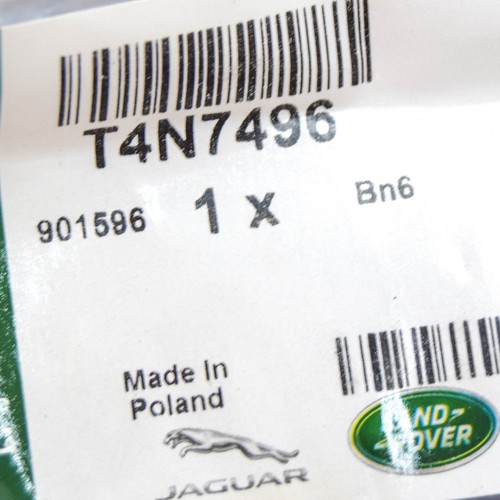 T4N7496
901596 1 x Bn6
Made In
Poland
JAGUAR
LAND-
ROVER